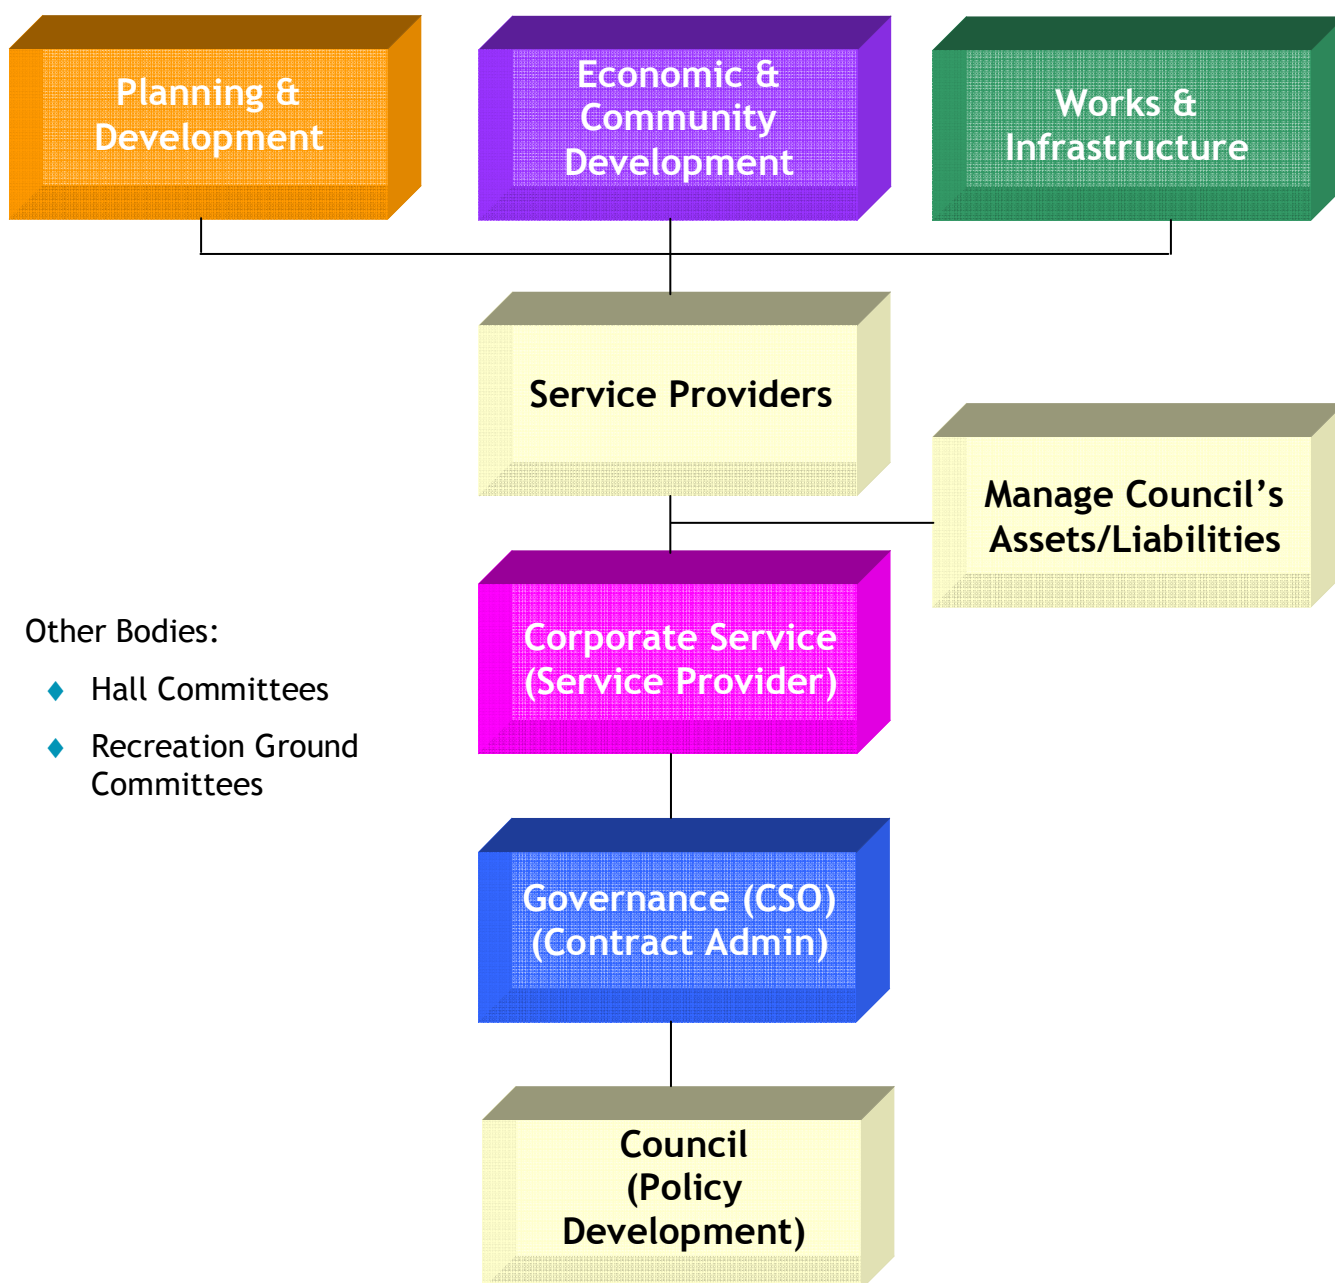 Planning &
Development
Economic &
Community
Development
Works &
Infrastructure
Service Providers
Manage Council’s
Assets/Liabilities
Other Bodies:
♦ Hall Committees
♦ Recreation Ground
Committees
Corporate Service
(Service Provider)
Governance (CSO)
(Contract Admin)
Council
(Policy
Development)